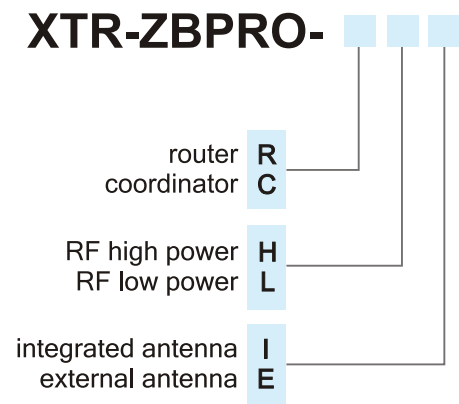 XTR-ZBPRO-
router R
coordinator C
RF high power H
RF low power L
integrated antenna I
external antenna E